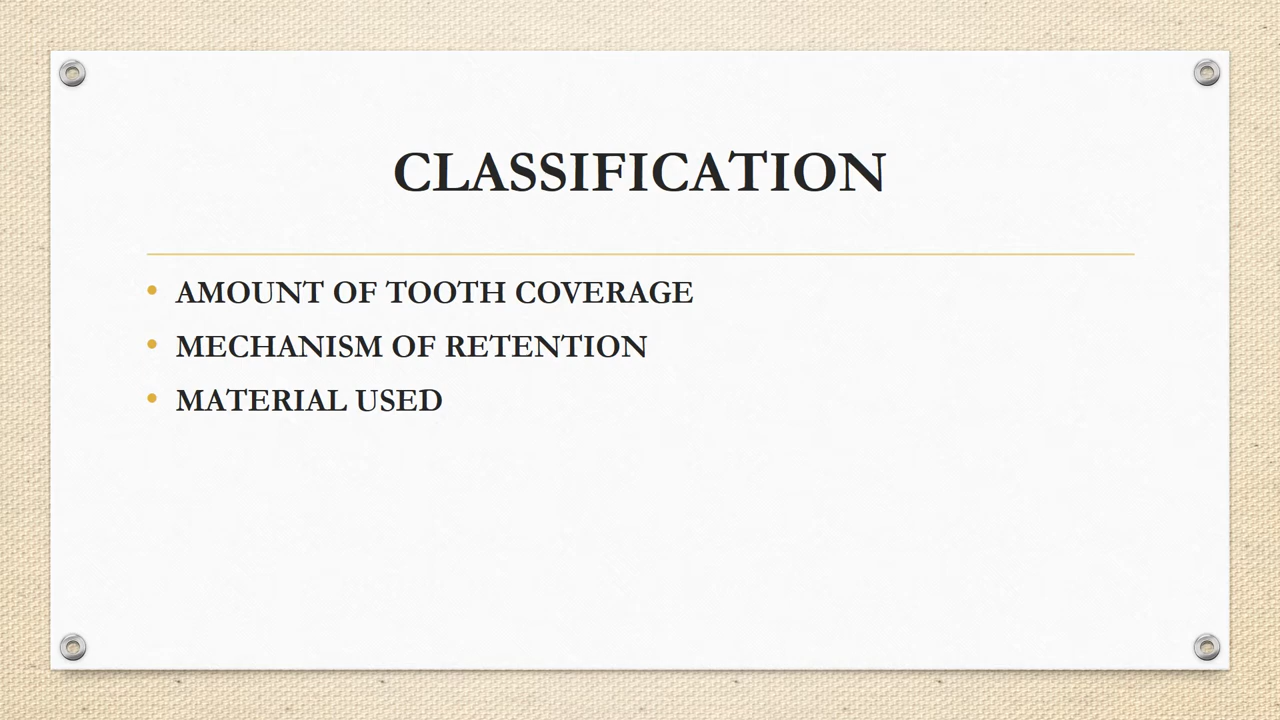 CLASSIFICATION
• AMOUNT OF TOOTH COVERAGE
• MECHANISM OF RETENTION
• MATERIAL USED